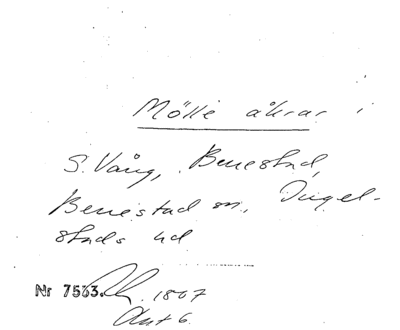 Mölle åkrar i
S. Vång, Benestad,
Benestad sn, Ingel-
stads hd
Nr 7563. 1807
Akt 6